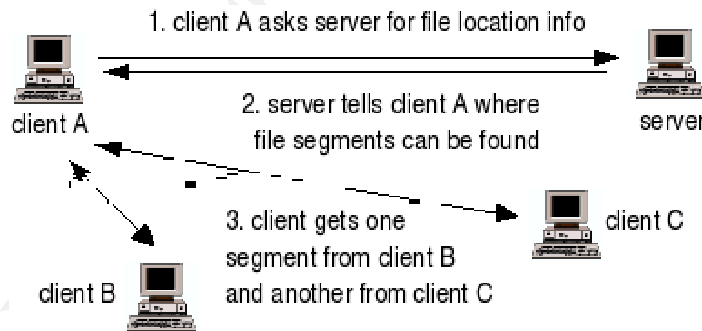 1. client A asks server for file location info
client A
2. server tells client A where
file segments can be found
server
3. client gets one
segment from client B
and another from client C
client C
client B